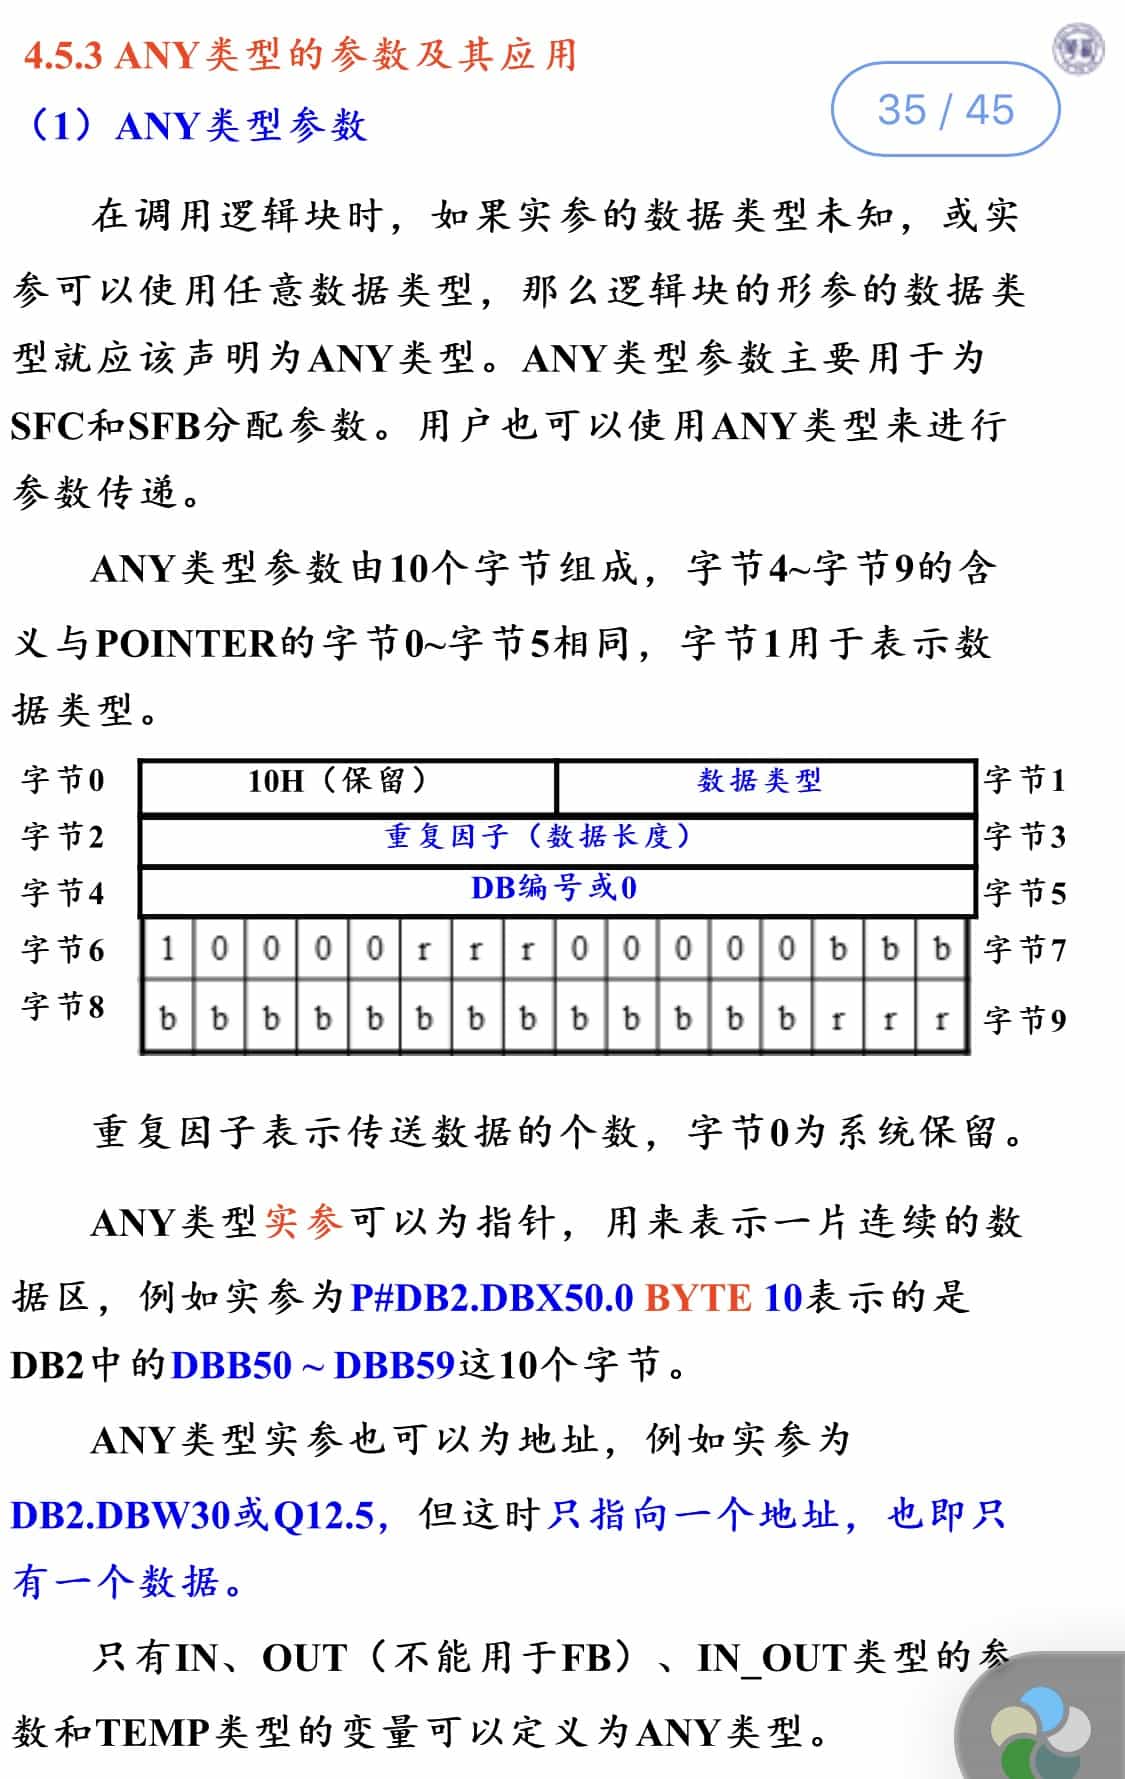 4.5.3 ANY类型的参数及其应用
35 / 45
（1）ANY类型参数
在调用逻辑块时，如果实参的数据类型未知，或实
参可以使用任意数据类型，那么逻辑块的形参的数据类
型就应该声明为ANY类型。ANY类型参数主要用于为
SFC和SFB分配参数。用户也可以使用ANY类型来进行
参数传递。
ANY类型参数由10个字节组成，字节4~字节9的含
义与POINTER的字节0~字节5相同，字节1用于表示数
据类型。
字节0 10H（保留） 数据类型 字节1
字节2 重复因子（数据长度） 字节3
字节4 DB编号或0 字节5
字节6 1 0 0 0 0 r r r 0 0 0 0 0 b b b 字节7
字节8 b b b b b b b b b b b b b r r r 字节9
重复因子表示传送数据的个数，字节0为系统保留。
ANY类型实参可以为指针，用来表示一片连续的数
据区，例如实参为P#DB2.DBX50.0 BYTE 10表示的是
DB2中的DBB50 ~ DBB59这10个字节。
ANY类型实参也可以为地址，例如实参为
DB2.DBW30或Q12.5，但这时只指向一个地址，也即只
有一个数据。
只有IN、OUT（不能用于FB）、IN_OUT类型的参
数和TEMP类型的变量可以定义为ANY类型。